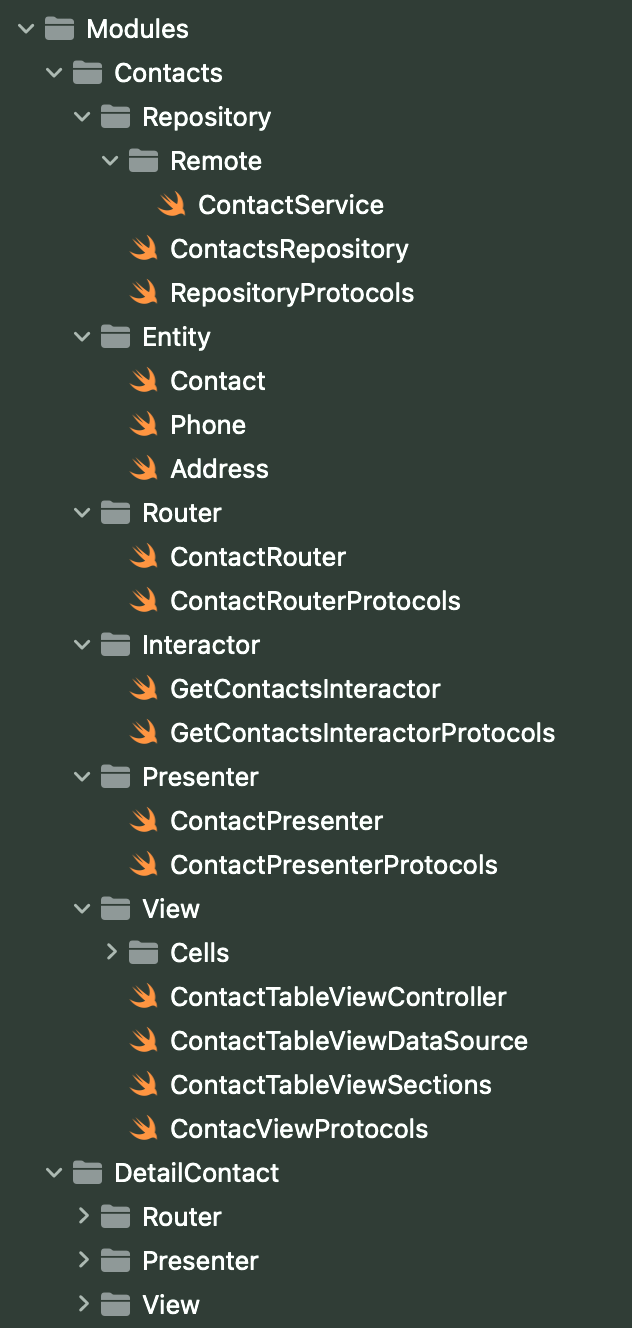 Modules
Contacts
Repository
Remote
ContactService
ContactsRepository
RepositoryProtocols
Entity
Contact
Phone
Address
Router
ContactRouter
ContactRouterProtocols
Interactor
GetContactsInteractor
GetContactsInteractorProtocols
Presenter
ContactPresenter
ContactPresenterProtocols
View
Cells
ContactTableViewController
ContactTableViewDataSource
ContactTableViewSections
ContacViewProtocols
DetailContact
Router
Presenter
View